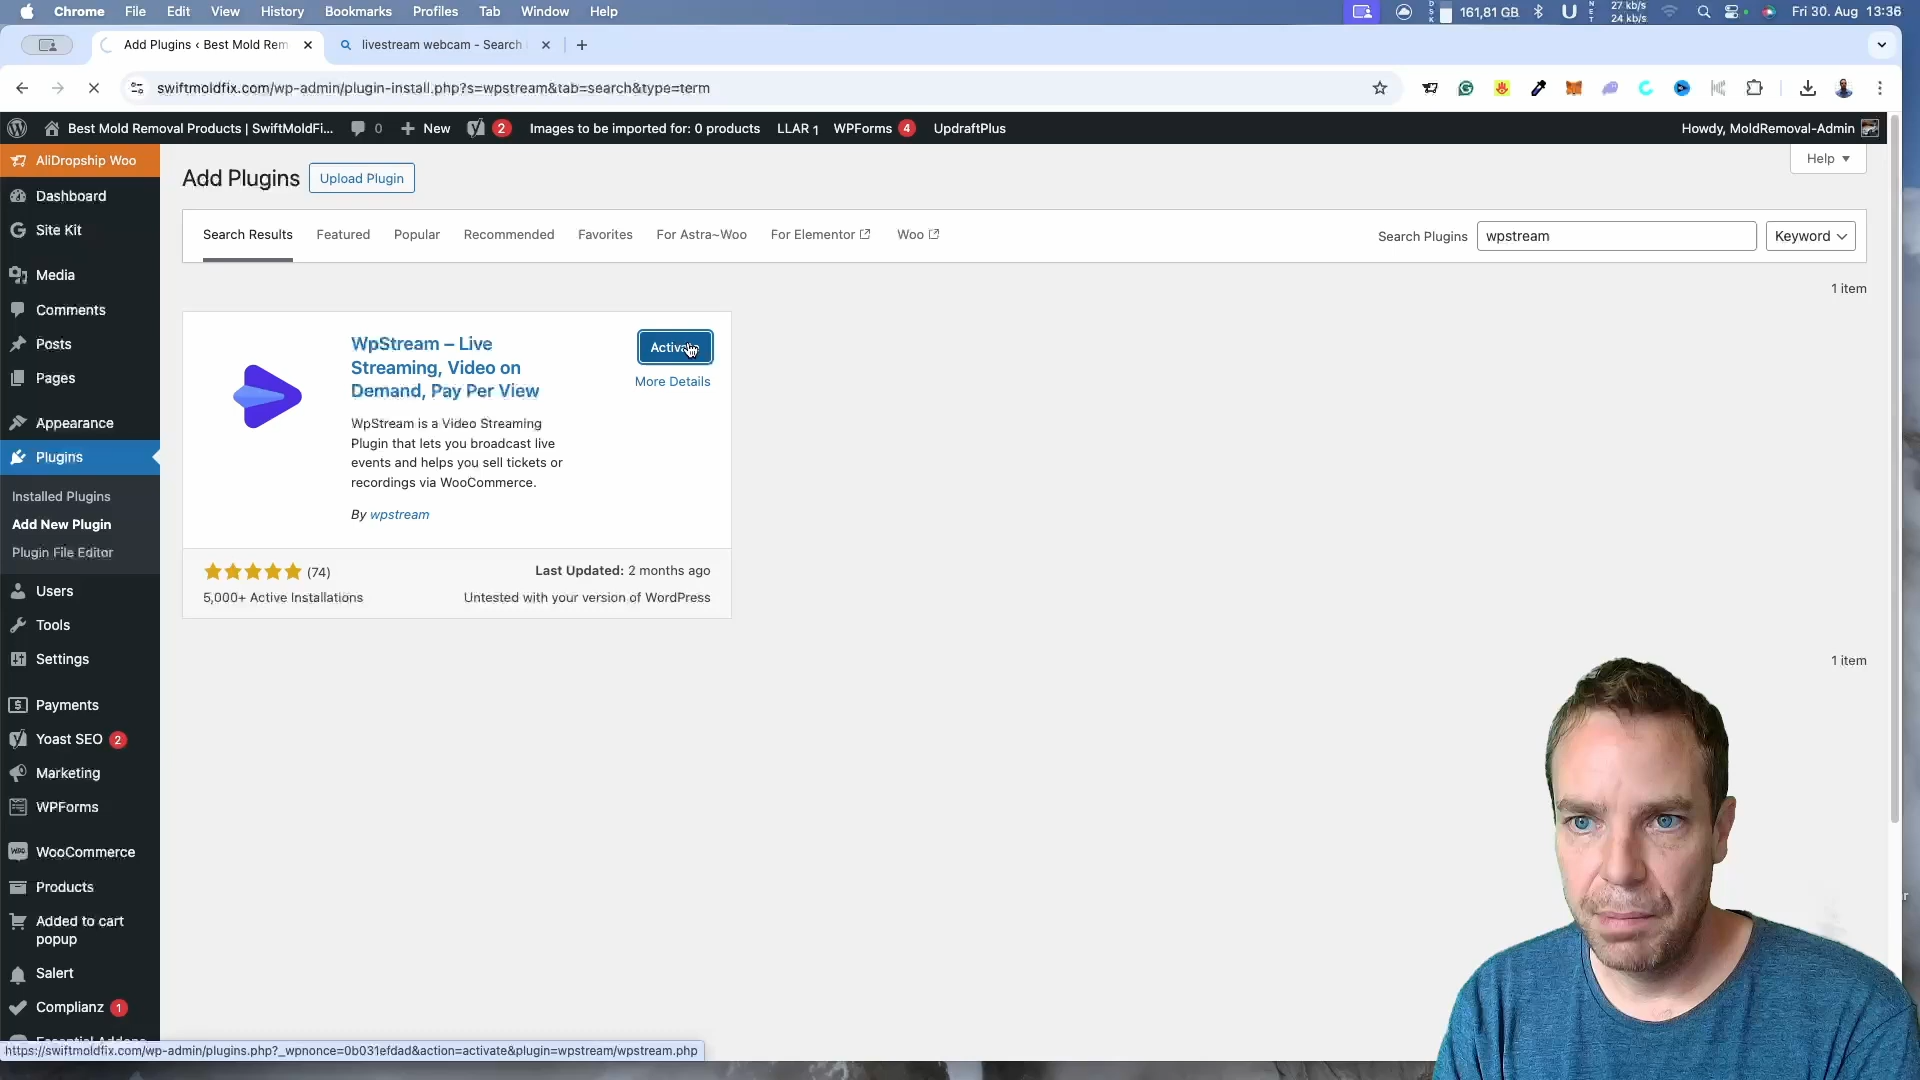 Chrome File Edit View History Bookmarks Profiles Tab Window Help
161,81 GB 27 kb/s 24 kb/s Fri 30. Aug 13:36
Add Plugins ‹ Best Mold Rem
livestream webcam - Search
swiftmoldfix.com/wp-admin/plugin-install.php?s=wpstream&tab=search&type=term
Best Mold Removal Products | SwiftMoldFi... 0 New 2 Images to be imported for: 0 products LLAR 1 WPForms 4 UpdraftPlus Howdy, MoldRemoval-Admin
AliDropship Woo
Dashboard
Site Kit
Media
Comments
Posts
Pages
Appearance
Plugins
Installed Plugins
Add New Plugin
Plugin File Editor
Users
Tools
Settings
Payments
Yoast SEO 2
Marketing
WPForms
WooCommerce
Products
Added to cart
popup
Salert
Complianz 1
Help
Add Plugins Upload Plugin
Search Results Featured Popular Recommended Favorites For Astra~Woo For Elementor Woo Search Plugins wpstream Keyword
1 item
WpStream – Live
Streaming, Video on
Demand, Pay Per View
Activate
More Details
WpStream is a Video Streaming
Plugin that lets you broadcast live
events and helps you sell tickets or
recordings via WooCommerce.
By wpstream
(74)
Last Updated: 2 months ago
5,000+ Active Installations
Untested with your version of WordPress
1 item
https://swiftmoldfix.com/wp-admin/plugins.php?_wpnonce=0b031efdad&action=activate&plugin=wpstream/wpstream.php